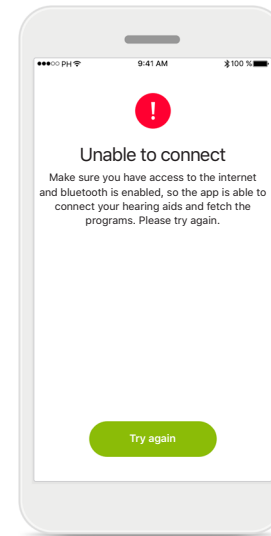 ●●●○○ PH 9:41 AM 100 %
!
Unable to connect
Make sure you have access to the internet
and bluetooth is enabled, so the app is able to
connect your hearing aids and fetch the
programs. Please try again.
Try again